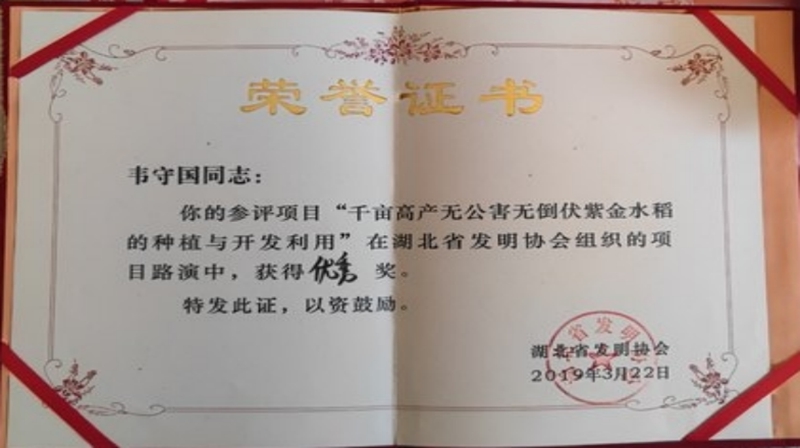 荣誉证书
韦守国同志：
你的参评项目“千亩高产无公害无倒伏紫金水稻
的种植与开发利用”在湖北省发明协会组织的项
目路演中，获得优秀 奖。
特发此证，以资鼓励。
湖北省发明协会
2019年3月22日